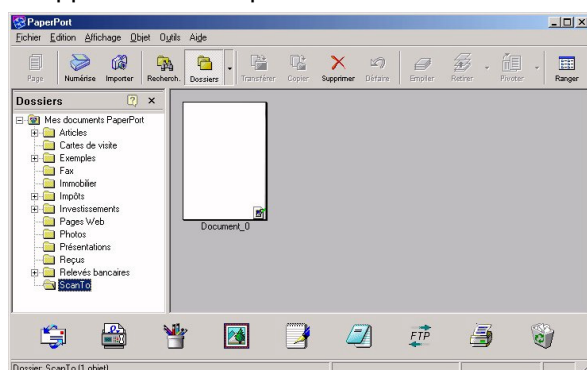 PaperPort
Fichier Edition Affichage Objet Outils Aide
Page Numérise Importer Recherch. Dossiers Transférer Copier Supprimer Défaire Empiler Retirer Pivoter Ranger
Dossiers
Mes documents PaperPort
Articles
Cartes de visite
Exemples
Fax
Immobilier
Impôts
Investissements
Pages Web
Photos
Présentations
Reçus
Relevés bancaires
ScanTo
Document_0
FTP
Dossier ScanTo (1 objet)